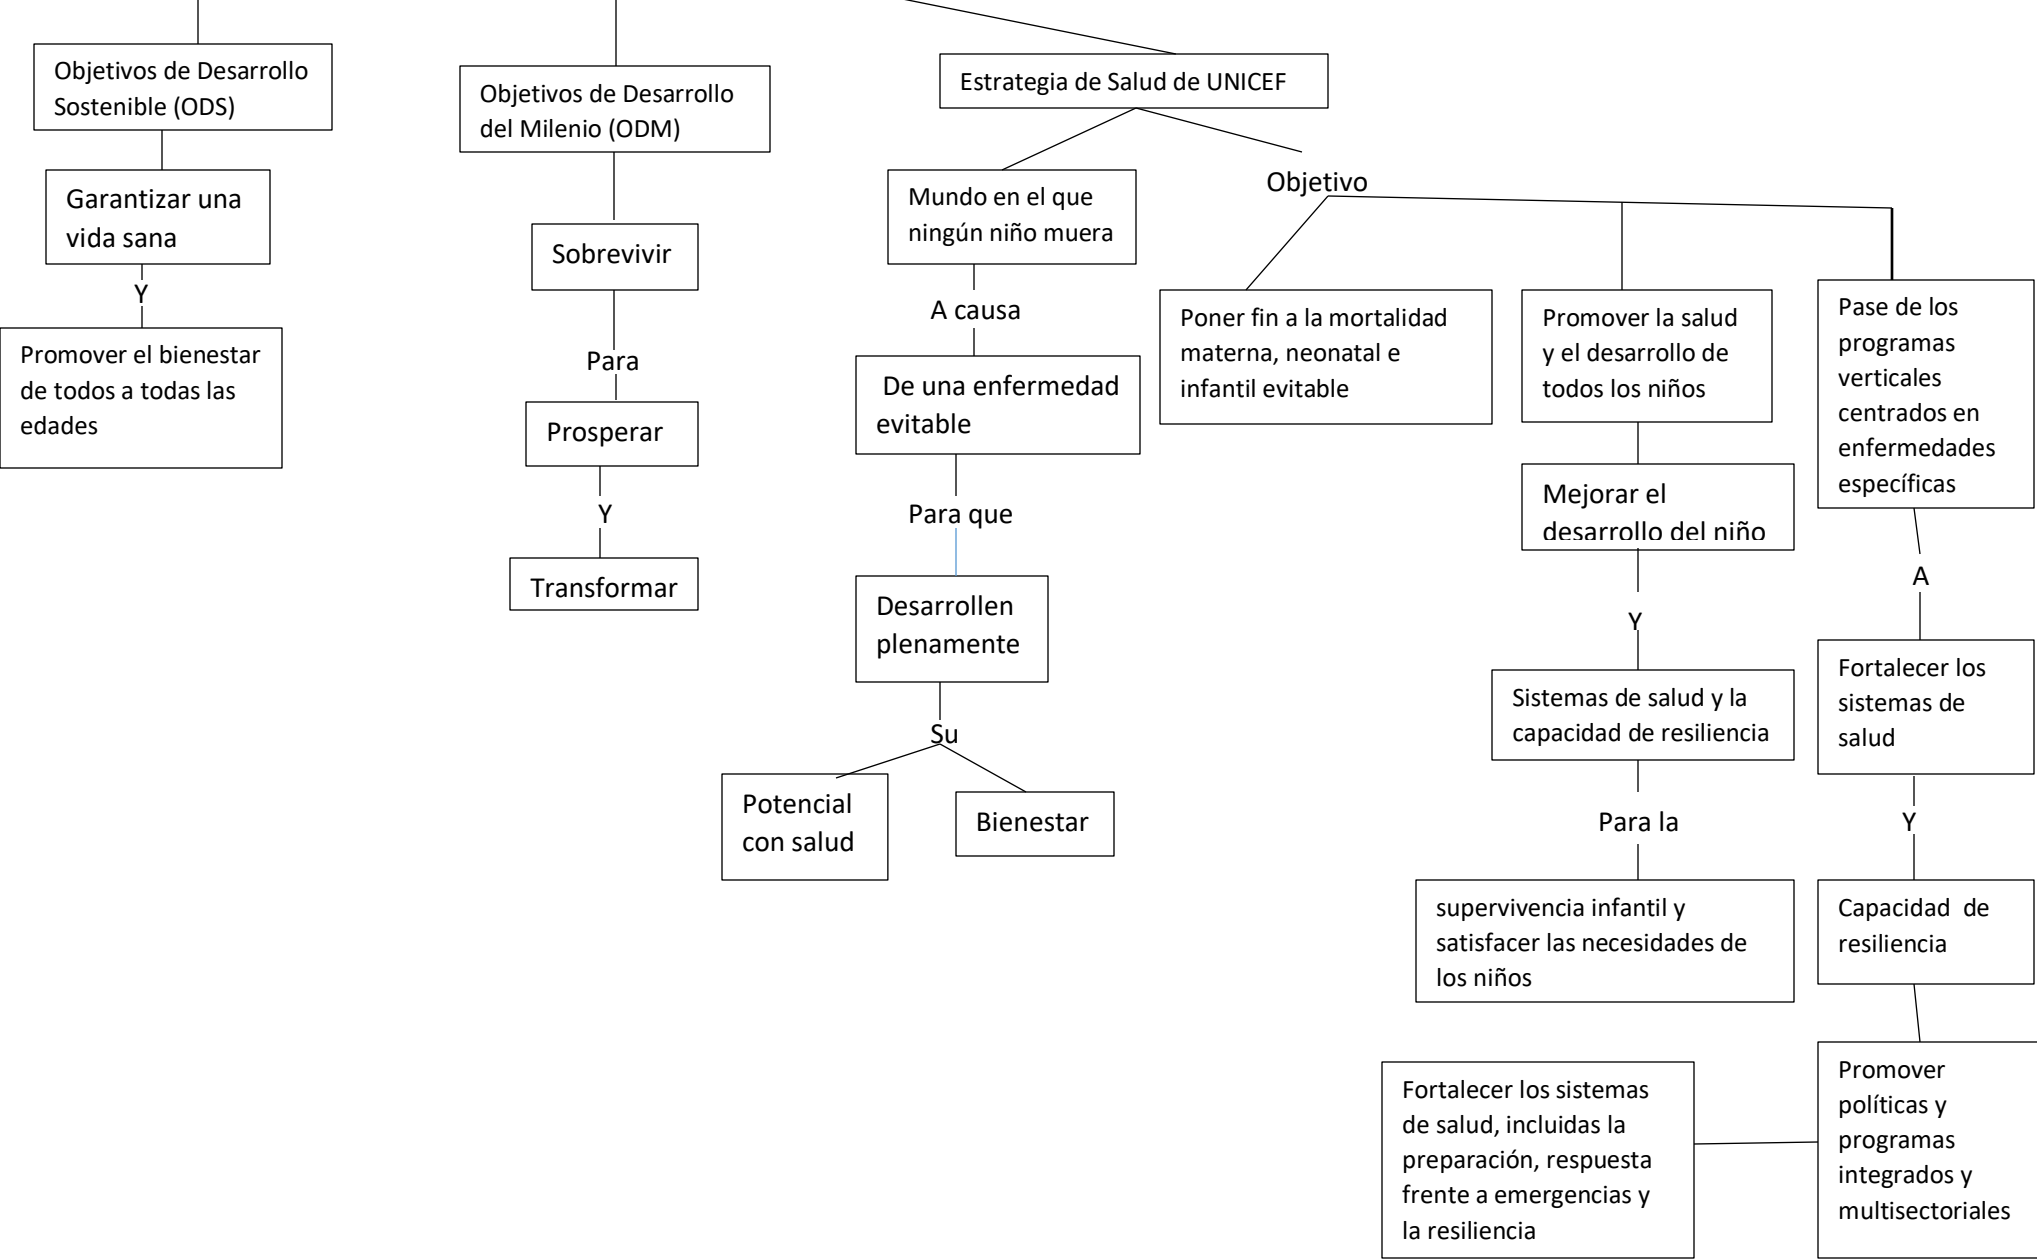 Objetivos de Desarrollo
Sostenible (ODS)
Garantizar una
vida sana
Y
Promover el bienestar
de todos a todas las
edades
Objetivos de Desarrollo
del Milenio (ODM)
Sobrevivir
Para
Prosperar
Y
Transformar
Estrategia de Salud de UNICEF
Mundo en el que
ningún niño muera
A causa
De una enfermedad
evitable
Para que
Desarrollen
plenamente
Su
Potencial
con salud
Bienestar
Objetivo
Poner fin a la mortalidad
materna, neonatal e
infantil evitable
Promover la salud
y el desarrollo de
todos los niños
Mejorar el
desarrollo del niño
Y
Sistemas de salud y la
capacidad de resiliencia
Para la
supervivencia infantil y
satisfacer las necesidades de
los niños
Pase de los
programas
verticales
centrados en
enfermedades
específicas
A
Fortalecer los
sistemas de
salud
Y
Capacidad  de
resiliencia
Promover
políticas y
programas
integrados y
multisectoriales
Fortalecer los sistemas
de salud, incluidas la
preparación, respuesta
frente a emergencias y
la resiliencia